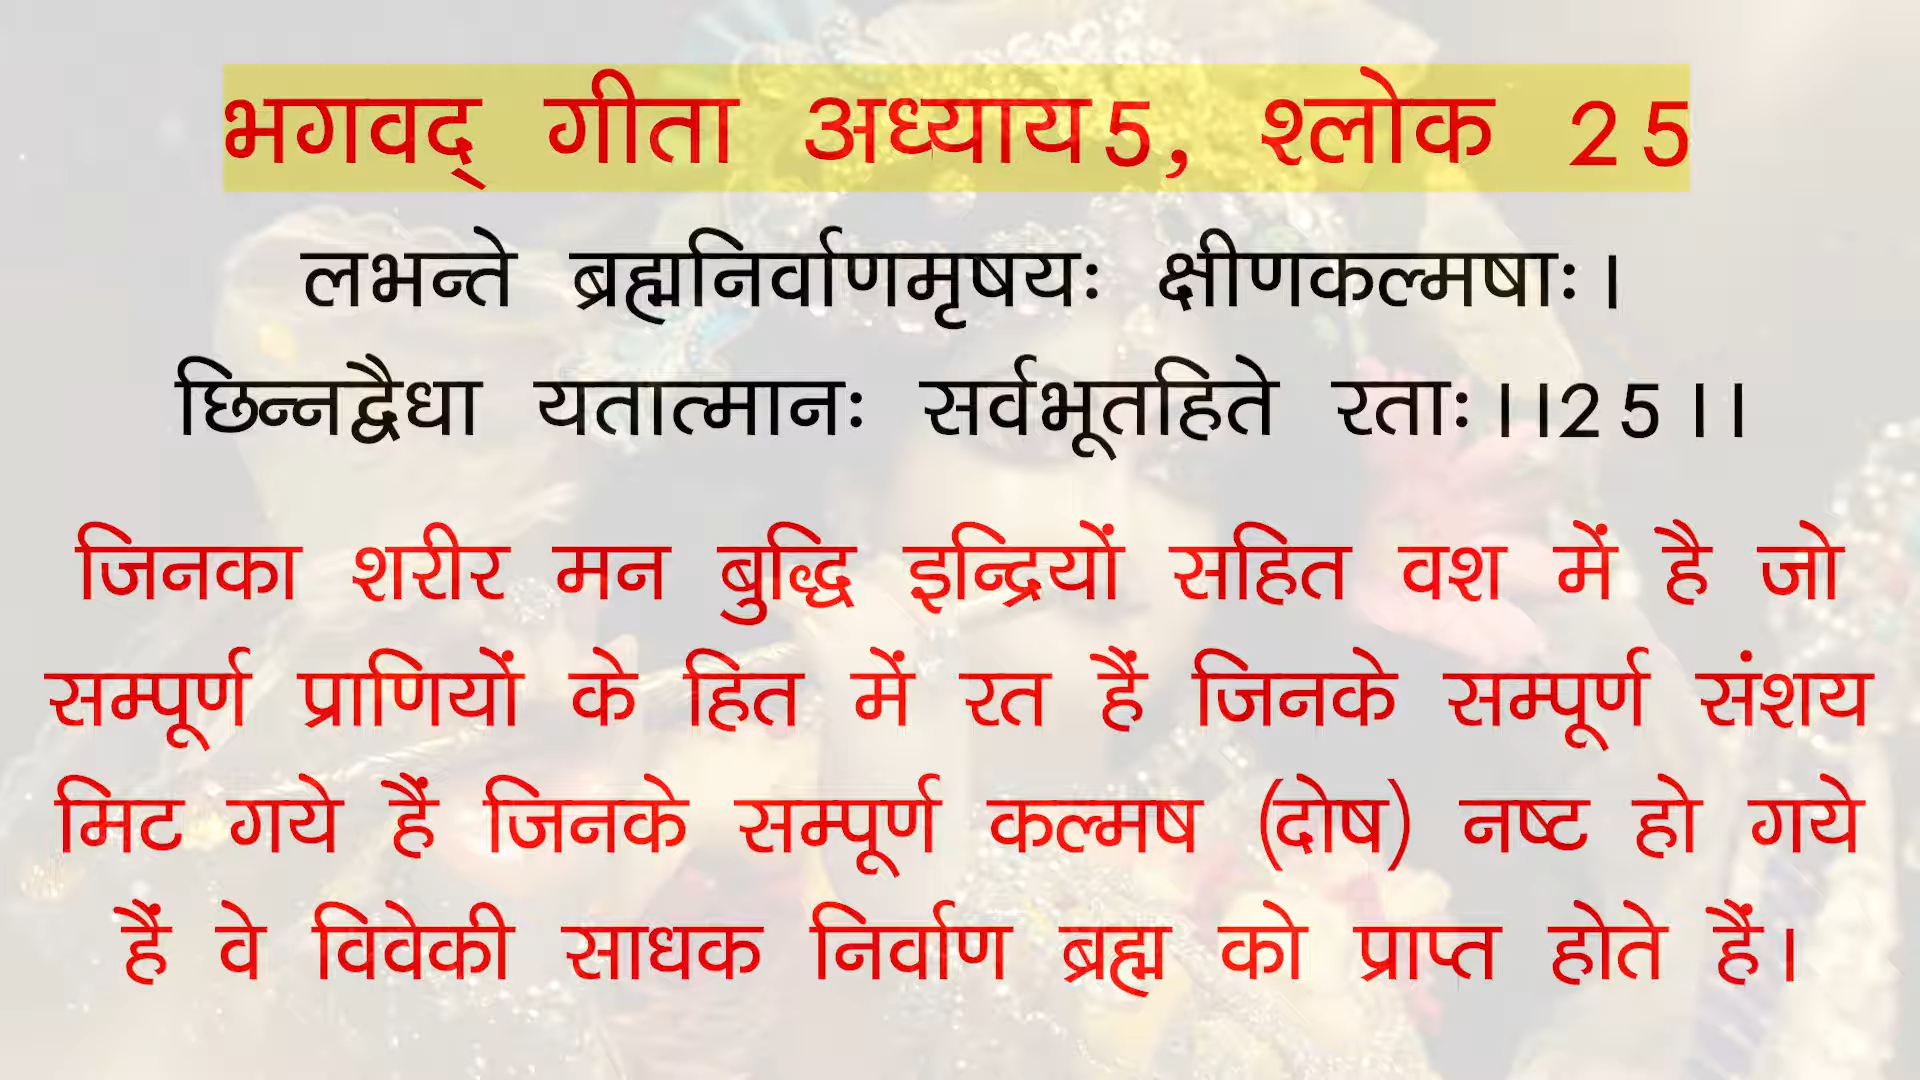 भगवद् गीता अध्याय5, श्लोक 25
लभन्ते ब्रह्मनिर्वाणमृषयः क्षीणकल्मषाः।
छिन्नद्वैधा यतात्मानः सर्वभूतहिते रताः।।।25।।
जिनका शरीर मन बुद्धि इन्द्रियों सहित वश में है जो
सम्पूर्ण प्राणियों के हित में रत हैं जिनके सम्पूर्ण संशय
मिट गये हैं जिनके सम्पूर्ण कल्मष (दोष) नष्ट हो गये
हैं वे विवेकी साधक निर्वाण ब्रह्म को प्राप्त होते हैं।